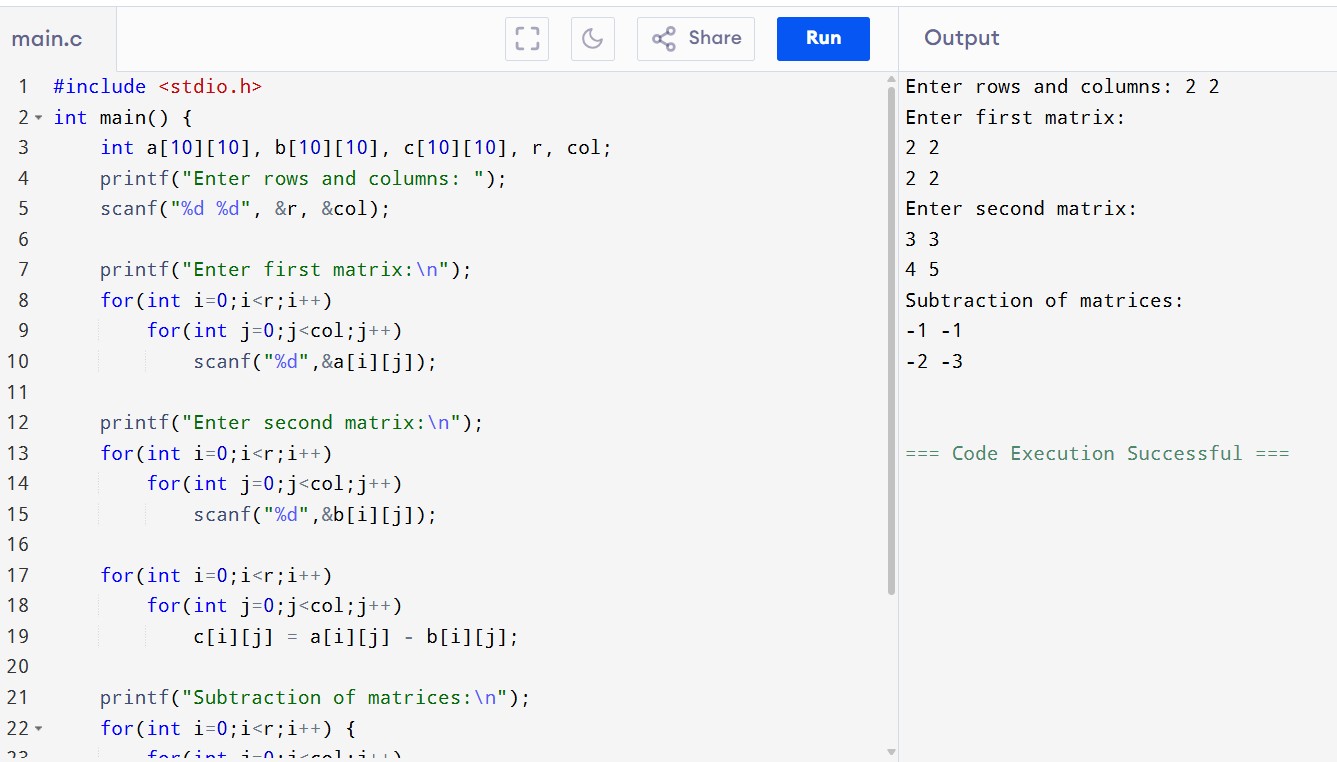 main.c
Share
Run
Output
1 #include <stdio.h>
2 int main() {
3     int a[10][10], b[10][10], c[10][10], r, col;
4     printf("Enter rows and columns: ");
5     scanf("%d %d", &r, &col);
6
7     printf("Enter first matrix:\n");
8     for(int i=0;i<r;i++)
9         for(int j=0;j<col;j++)
10             scanf("%d",&a[i][j]);
11
12     printf("Enter second matrix:\n");
13     for(int i=0;i<r;i++)
14         for(int j=0;j<col;j++)
15             scanf("%d",&b[i][j]);
16
17     for(int i=0;i<r;i++)
18         for(int j=0;j<col;j++)
19             c[i][j] = a[i][j] - b[i][j];
20
21     printf("Subtraction of matrices:\n");
22     for(int i=0;i<r;i++) {
23         for(int j=0;j<col;j++)
Enter rows and columns: 2 2
Enter first matrix:
2 2
2 2
Enter second matrix:
3 3
4 5
Subtraction of matrices:
-1 -1
-2 -3
=== Code Execution Successful ===